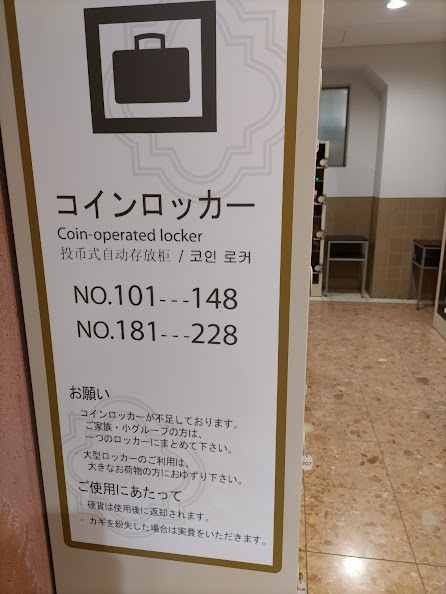 コインロッカー
Coin-operated locker
投币式自动存放柜 / 코인 로커
NO.101---148
NO.181---228
お願い
・コインロッカーが不足しております。
ご家族・小グループの方は、
一つのロッカーにまとめて下さい。
・大型ロッカーのご利用は、
大きなお荷物の方におゆずり下さい。
ご使用にあたって
・硬貨は使用後に返却されます。
・カギを紛失した場合は実費をいただきます。